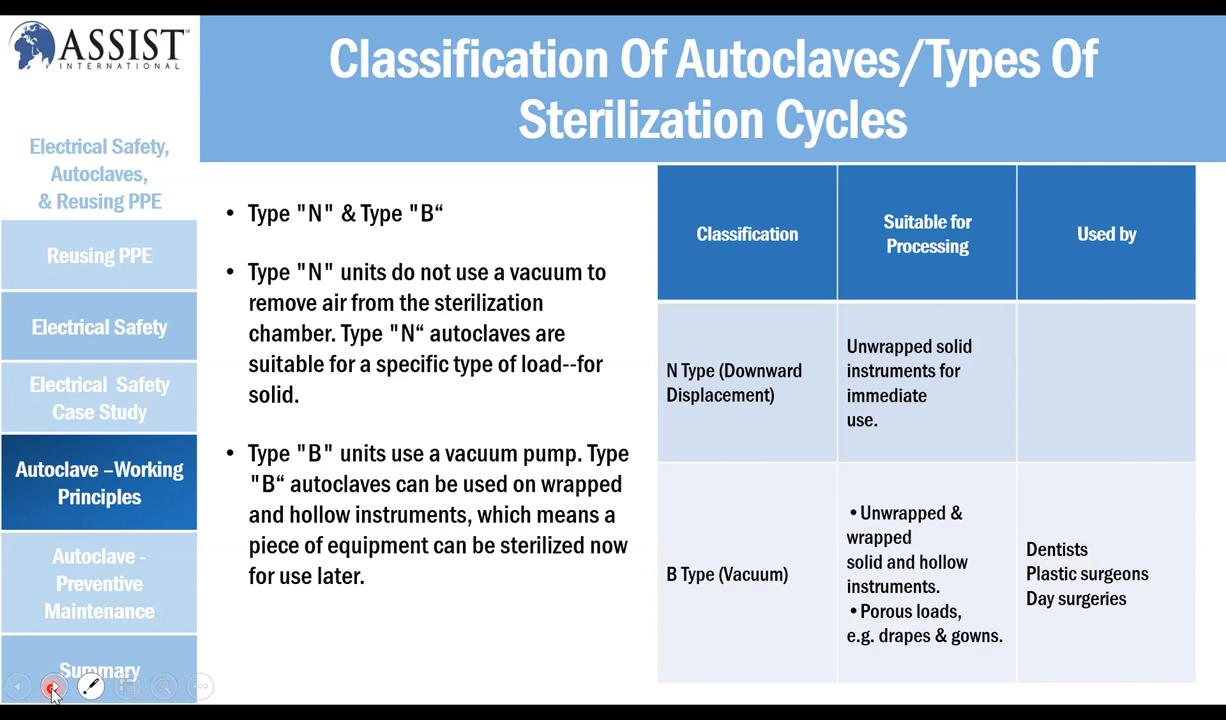 ASSIST
INTERNATIONAL
Classification Of Autoclaves/Types Of
Sterilization Cycles
Electrical Safety,
Autoclaves,
& Reusing PPE
Reusing PPE
Electrical Safety
Electrical Safety
Case Study
Autoclave –Working
Principles
Autoclave -
Preventive
Maintenance
Summary
• Type "N" & Type "B“
• Type "N" units do not use a vacuum to
remove air from the sterilization
chamber. Type "N“ autoclaves are
suitable for a specific type of load--for
solid.
• Type "B" units use a vacuum pump. Type
"B“ autoclaves can be used on wrapped
and hollow instruments, which means a
piece of equipment can be sterilized now
for use later.
Classification
Suitable for
Processing
Used by
N Type (Downward
Displacement)
Unwrapped solid
instruments for
immediate
use.
B Type (Vacuum)
•Unwrapped &
wrapped
solid and hollow
instruments.
•Porous loads,
e.g. drapes & gowns.
Dentists
Plastic surgeons
Day surgeries